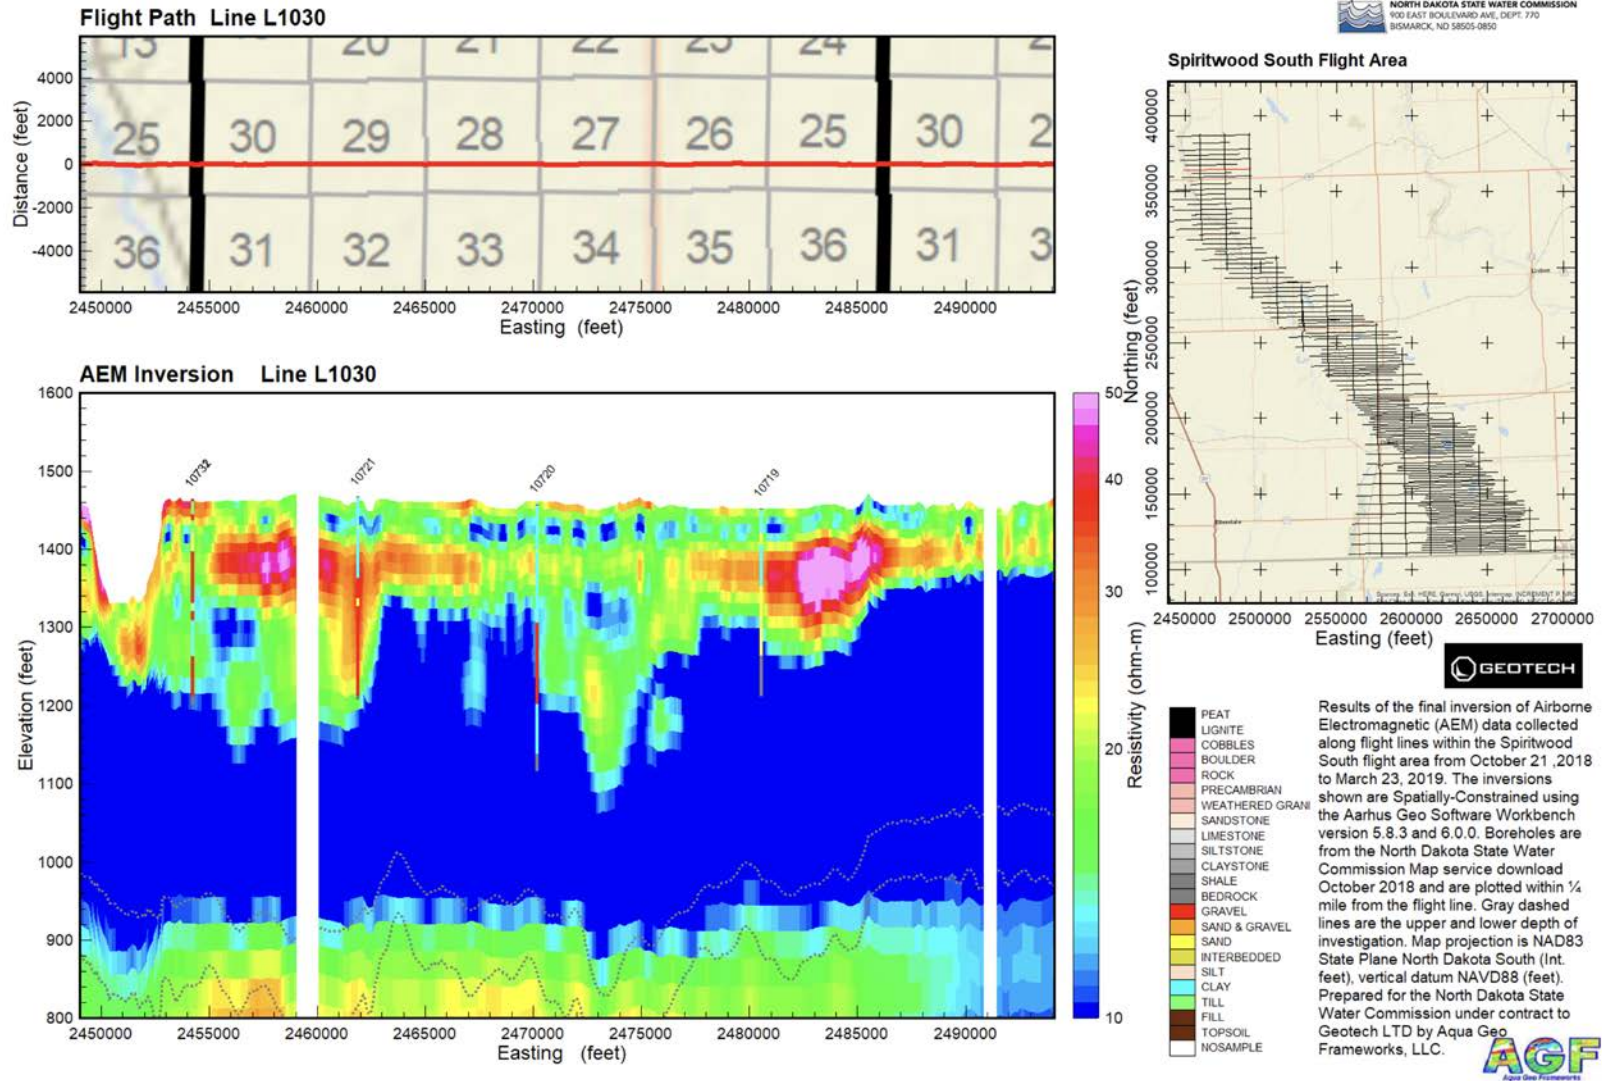 Flight Path Line L1030
13 20 21 22 23 24 2
4000
2000
0
-2000
-4000
Distance (feet)
25 30 29 28 27 26 25 30 2
36 31 32 33 34 35 36 31 3
2450000 2455000 2460000 2465000 2470000 2475000 2480000 2485000 2490000
Easting (feet)
AEM Inversion Line L1030
1600
1500
1400
1300
1200
1100
1000
900
800
Elevation (feet)
10732
10721
10720
10719
2450000 2455000 2460000 2465000 2470000 2475000 2480000 2485000 2490000
Easting (feet)
50
40
30
20
10
Resistivity (ohm-m)
NORTH DAKOTA STATE WATER COMMISSION
900 EAST BOULEVARD AVE, DEPT. 770
BISMARCK, ND 58505-0850
Spiritwood South Flight Area
400000
350000
300000
250000
200000
150000
100000
Northing (feet)
2450000 2500000 2550000 2600000 2650000 2700000
Easting (feet)
GEOTECH
PEAT
LIGNITE
COBBLES
BOULDER
ROCK
PRECAMBRIAN
WEATHERED GRANI
SANDSTONE
LIMESTONE
SILTSTONE
CLAYSTONE
SHALE
BEDROCK
GRAVEL
SAND & GRAVEL
SAND
INTERBEDDED
SILT
CLAY
TILL
FILL
TOPSOIL
NOSAMPLE
Results of the final inversion of Airborne
Electromagnetic (AEM) data collected
along flight lines within the Spiritwood
South flight area from October 21 ,2018
to March 23, 2019. The inversions
shown are Spatially-Constrained using
the Aarhus Geo Software Workbench
version 5.8.3 and 6.0.0. Boreholes are
from the North Dakota State Water
Commission Map service download
October 2018 and are plotted within ¼
mile from the flight line. Gray dashed
lines are the upper and lower depth of
investigation. Map projection is NAD83
State Plane North Dakota South (Int.
feet), vertical datum NAVD88 (feet).
Prepared for the North Dakota State
Water Commission under contract to
Geotech LTD by Aqua Geo
Frameworks, LLC.
AGF
Aqua Geo Frameworks